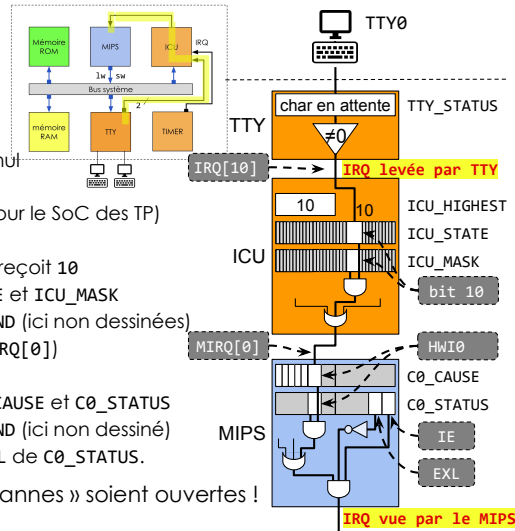 TTY0
Mémoire
ROM
MIPS
ICU
IRQ
lw sw
Bus système
2
mémoire
RAM
TTY
TIMER
char en attente
TTY_STATUS
TTY
≠0
IRQ[10]
IRQ levée par TTY
nul
our le SoC des TP)
10
10
ICU_HIGHEST
ICU_STATE
reçoit 10
ICU
ICU_MASK
E et ICU_MASK
bit 10
ND (ici non dessinées)
RQ[0])
MIRQ[0]
HWI0
C0_CAUSE
CAUSE et C0_STATUS
C0_STATUS
ND (ici non dessiné)
MIPS
IE
L de C0_STATUS.
EXL
annes » soient ouvertes !
IRQ vue par le MIPS